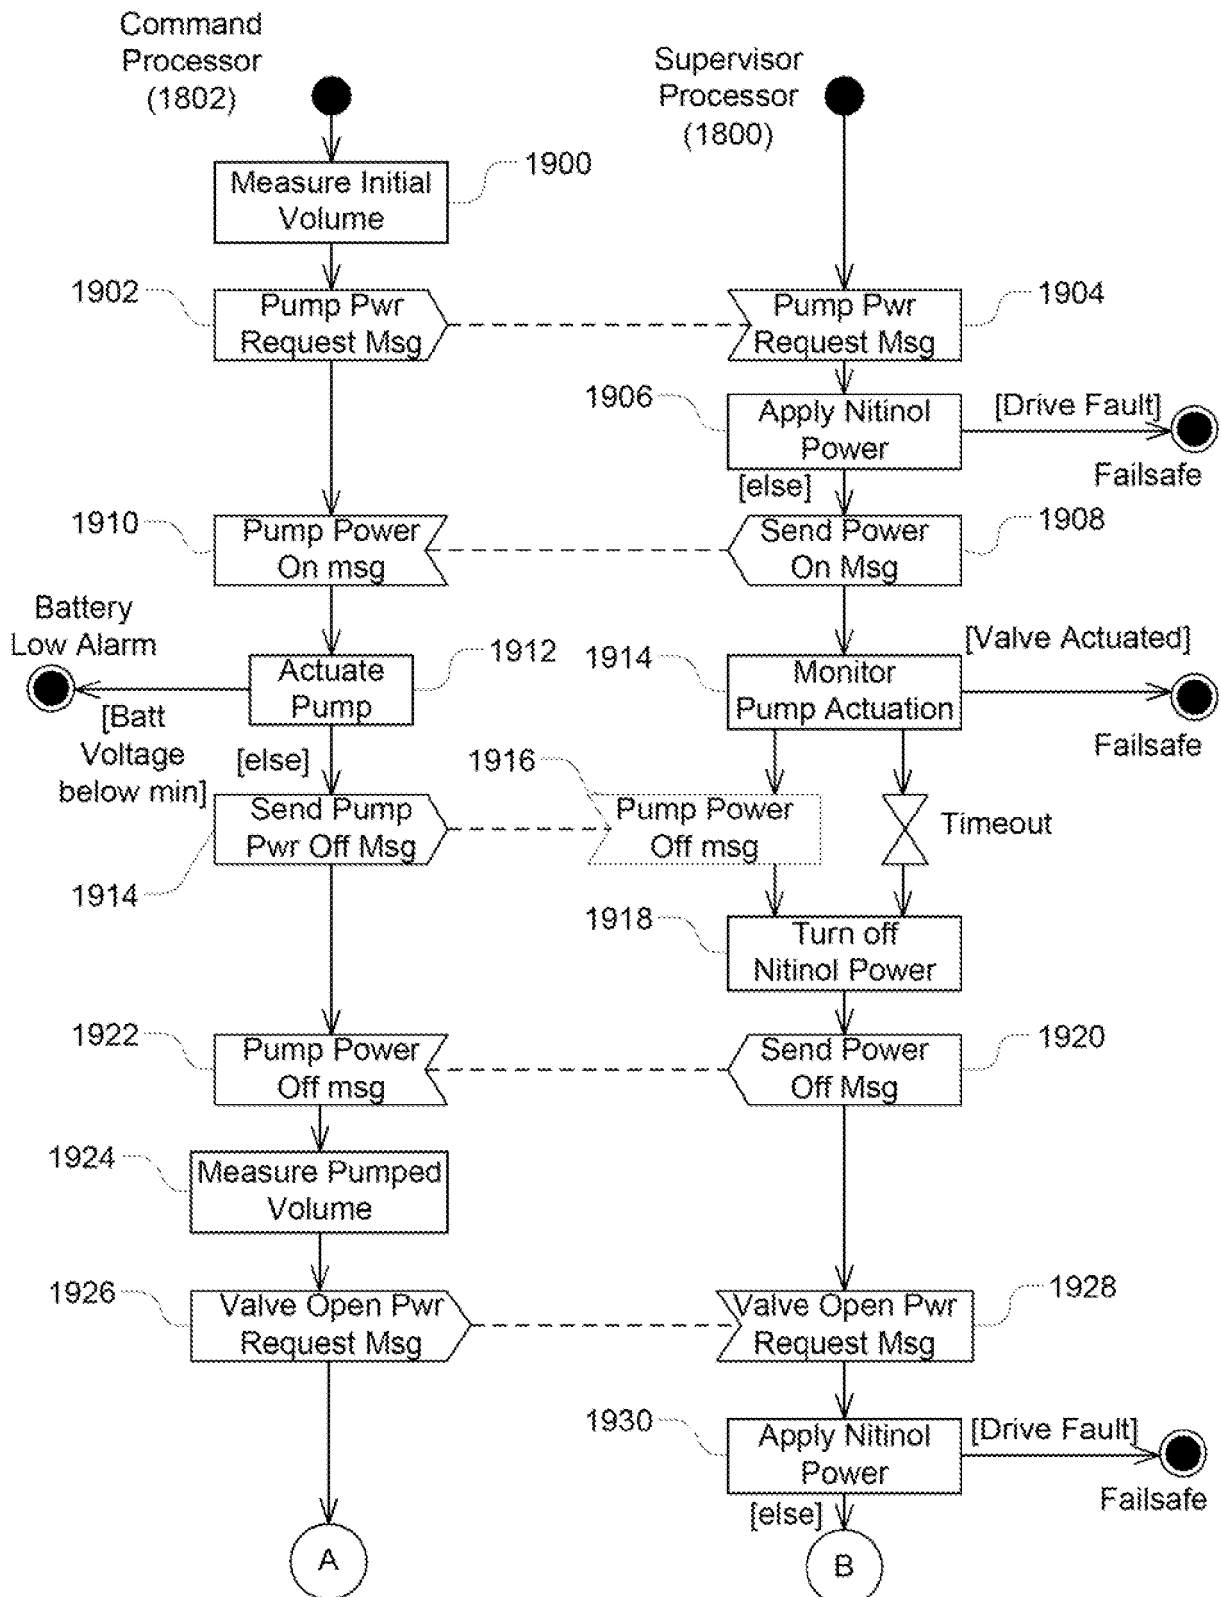 Command
Processor
(1802)
Supervisor
Processor
(1800)
Measure Initial
Volume
1900
1902
Pump Pwr
Request Msg
Pump Pwr
Request Msg
1904
1906
Apply Nitinol
Power
[Drive Fault]
Failsafe
[else]
1910
Pump Power
On msg
Send Power
On Msg
1908
Battery
Low Alarm
Actuate
Pump
1912
[Batt
Voltage
below min]
[else]
1914
Monitor
Pump Actuation
[Valve Actuated]
Failsafe
1916
Send Pump
Pwr Off Msg
1914
Pump Power
Off msg
Timeout
1918
Turn off
Nitinol Power
1922
Pump Power
Off msg
Send Power
Off Msg
1920
1924
Measure Pumped
Volume
1926
Valve Open Pwr
Request Msg
Valve Open Pwr
Request Msg
1928
1930
Apply Nitinol
Power
[Drive Fault]
Failsafe
[else]
A
B